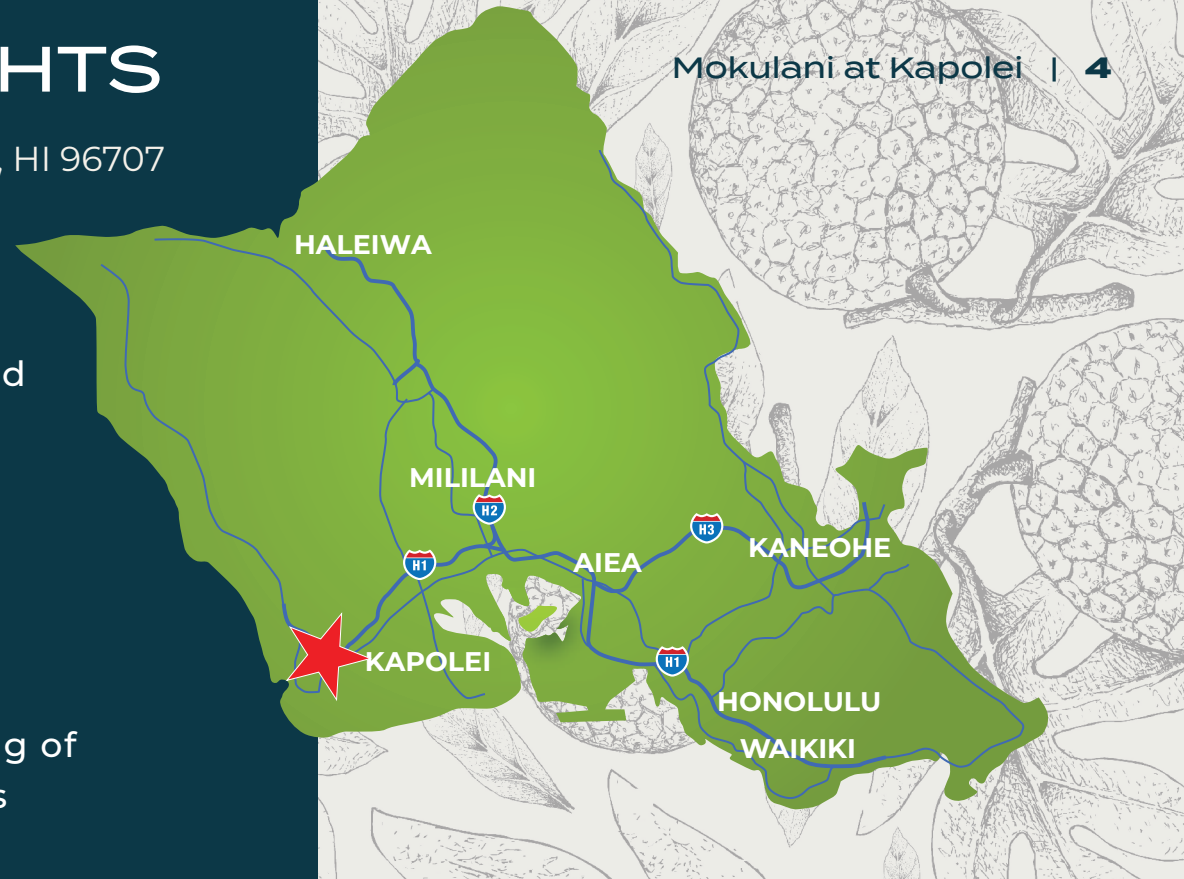 HTS
Mokulani at Kapolei | 4
, HI 96707
HALEIWA
d
MILILANI
H2
H3
KANEOHE
AIEA
H1
KAPOLEI
H1
HONOLULU
g of
WAIKIKI
s